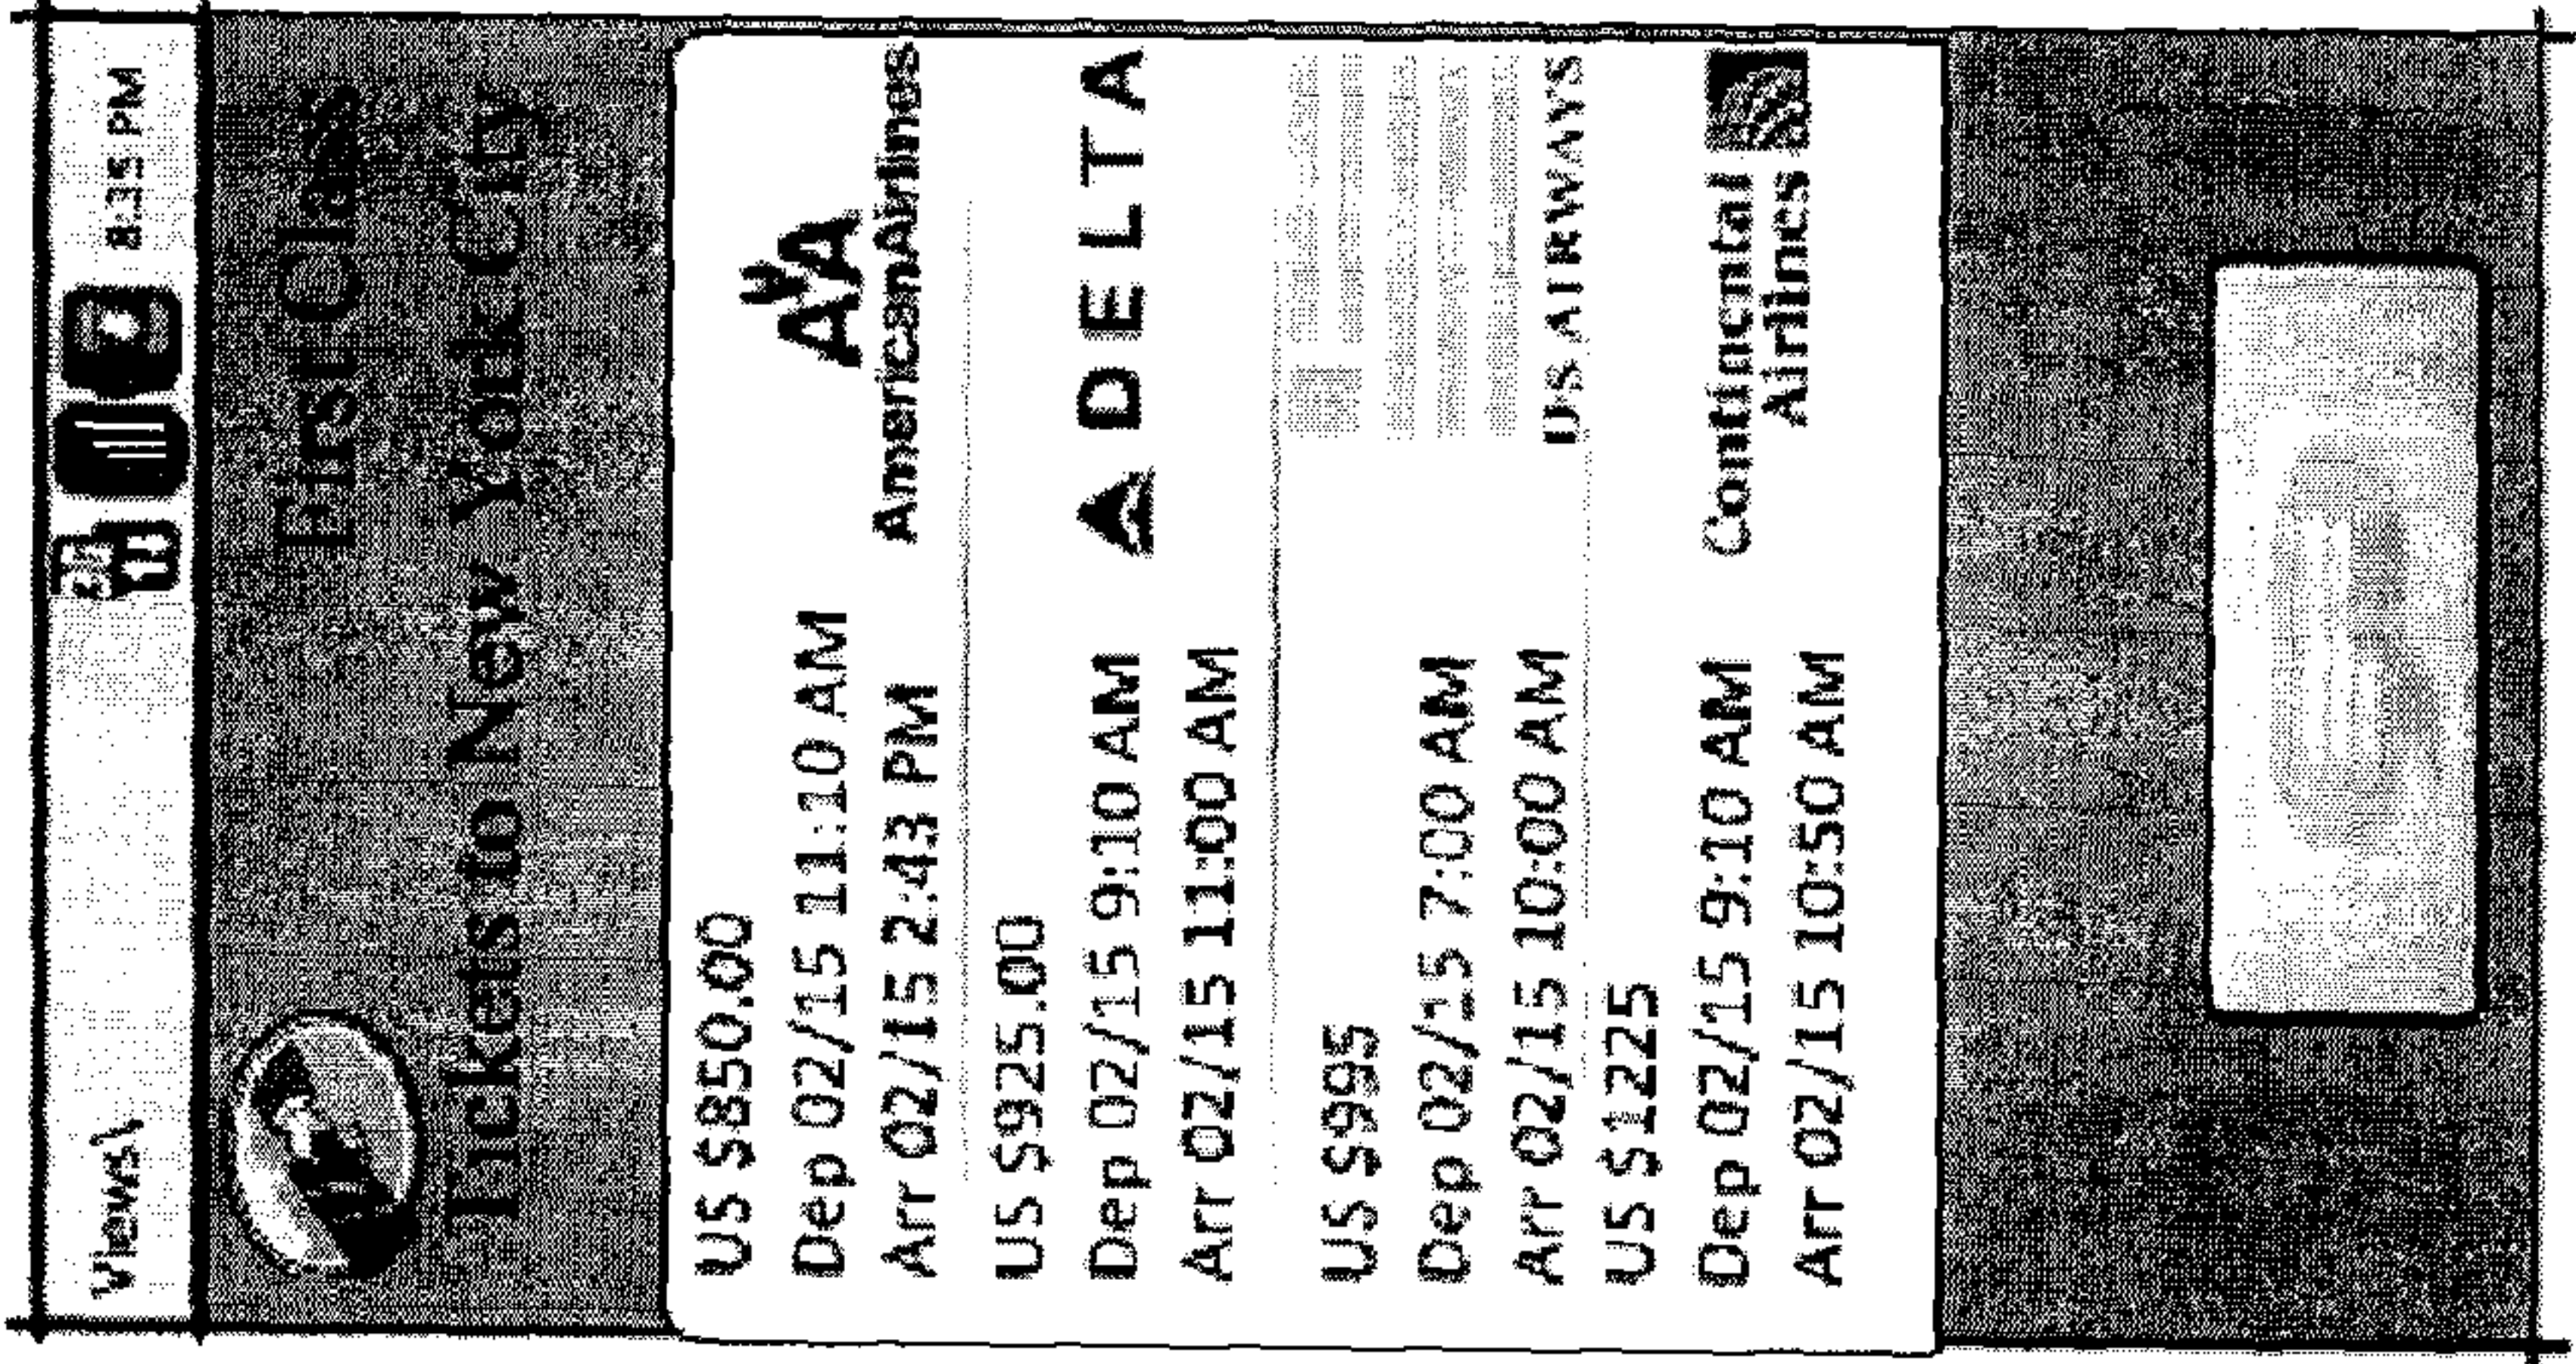 Views\ 8:35 PM
First Class
Tickets to New York City
US $850.00
Dep 02/15 11:10 AM
Arr 02/15 2:43 PM
AA
AmericanAirlines
US $925.00
Dep 02/15 9:10 AM
Arr 02/15 11:00 AM
DELTA
US $995
Dep 02/15 7:00 AM
Arr 02/15 10:00 AM
US AIRWAYS
US $1225
Dep 02/15 9:10 AM
Arr 02/15 10:50 AM
Continental
Airlines